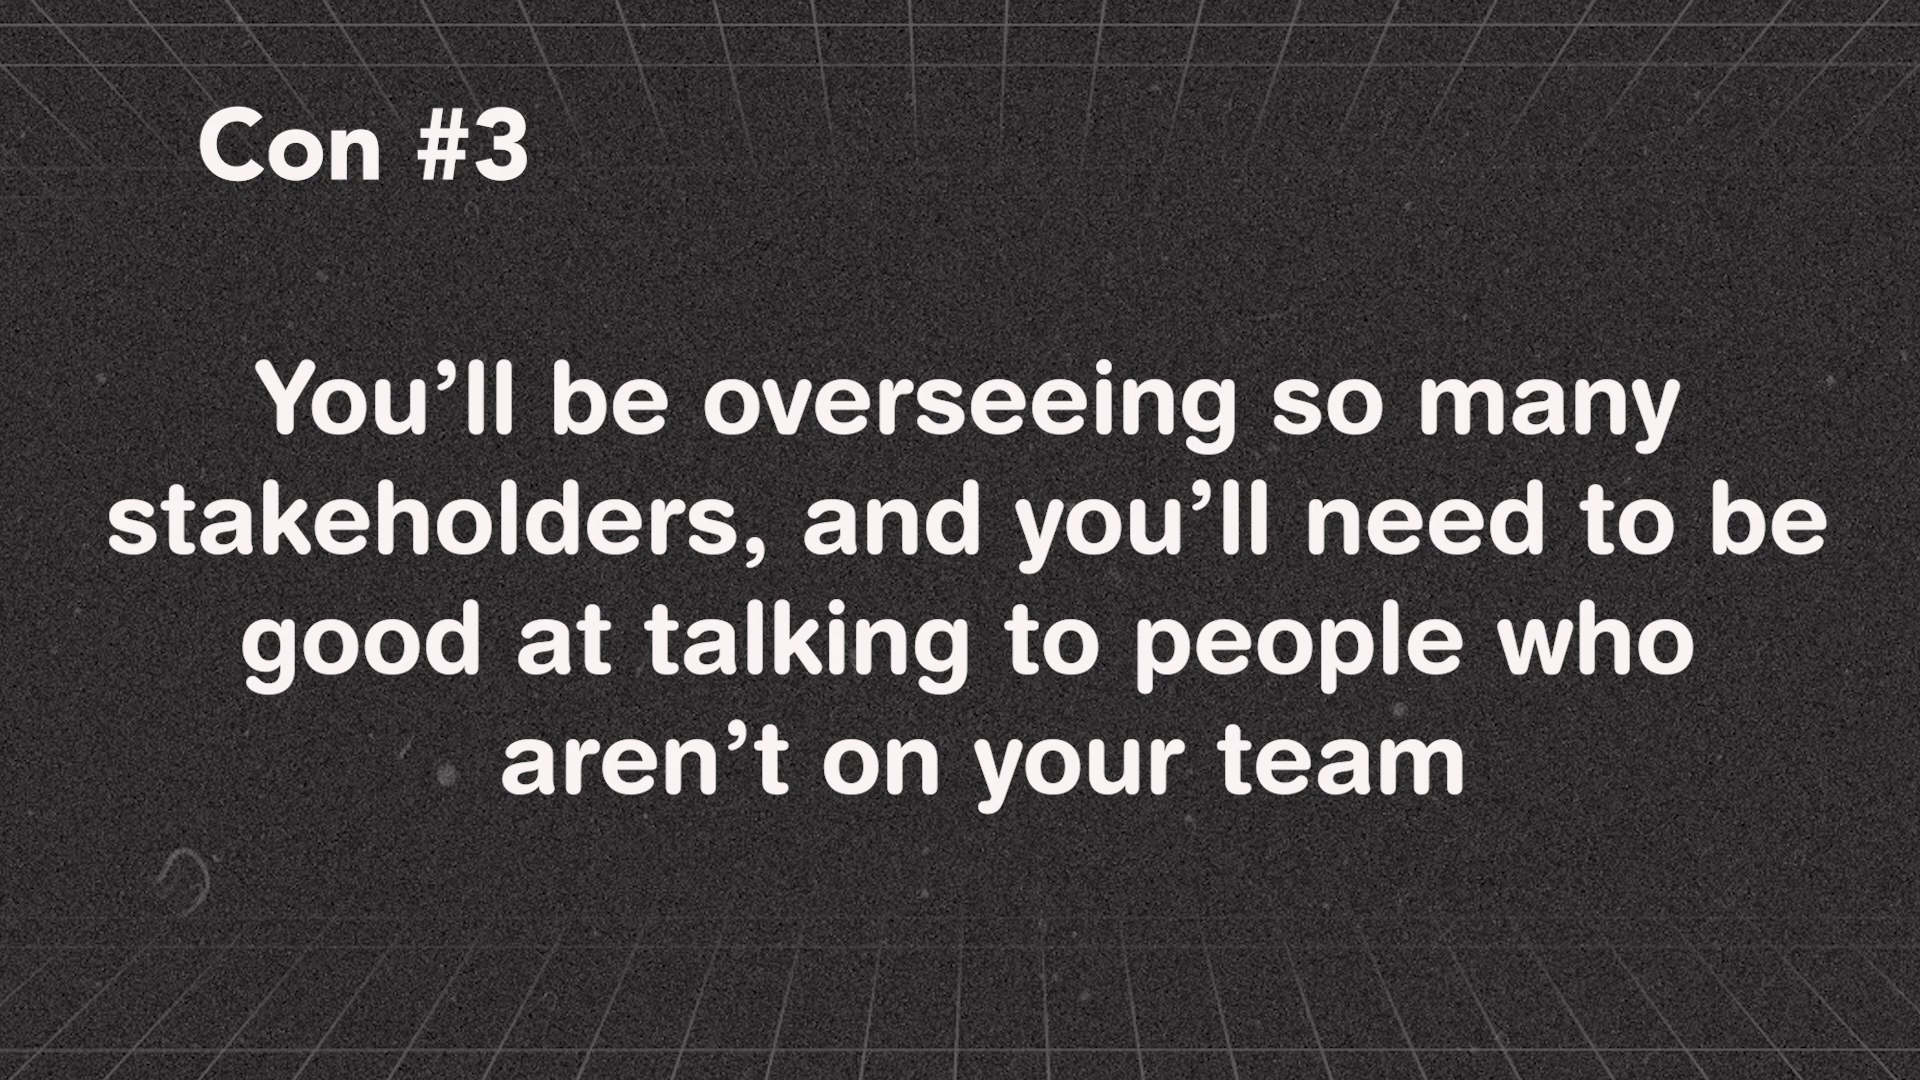 Con #3
You’ll be overseeing so many
stakeholders, and you’ll need to be
good at talking to people who
aren’t on your team